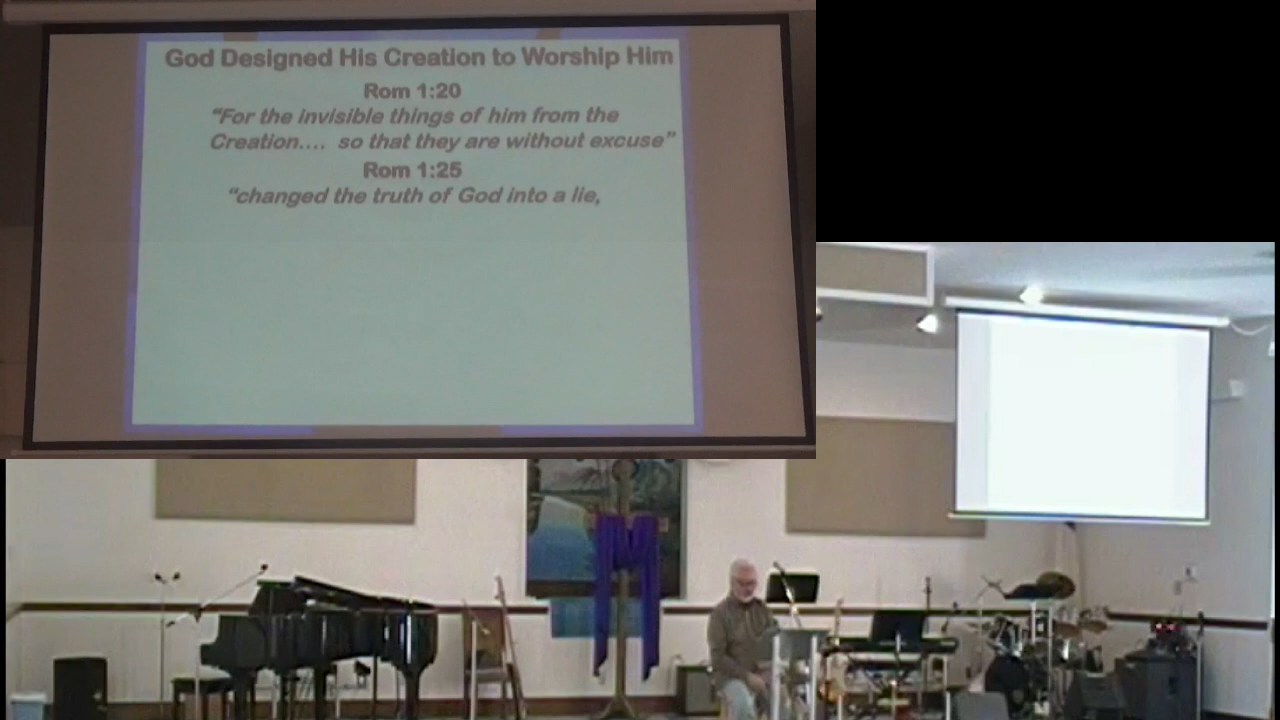 God Designed His Creation to Worship Him
Rom 1:20
“For the invisible things of him from the
Creation.... so that they are without excuse”
Rom 1:25
“changed the truth of God into a lie,